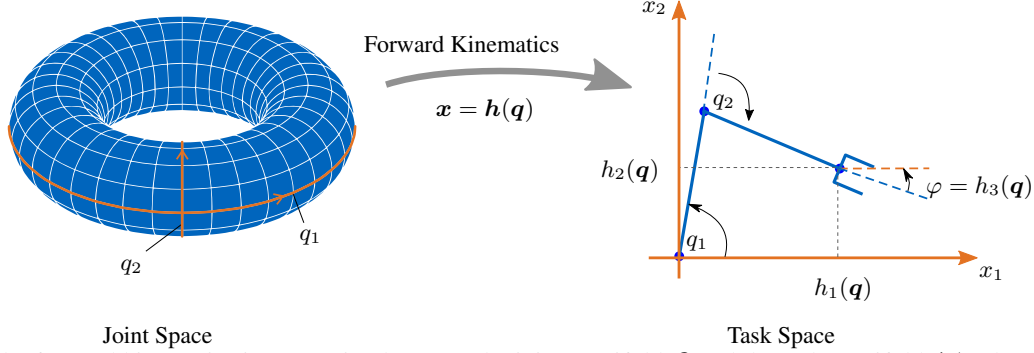 Forward Kinematics
x = h(q)
q₁
q₂
Joint Space
x₂
q₂
h₂(q)
φ = h₃(q)
q₁
x₁
h₁(q)
Task Space